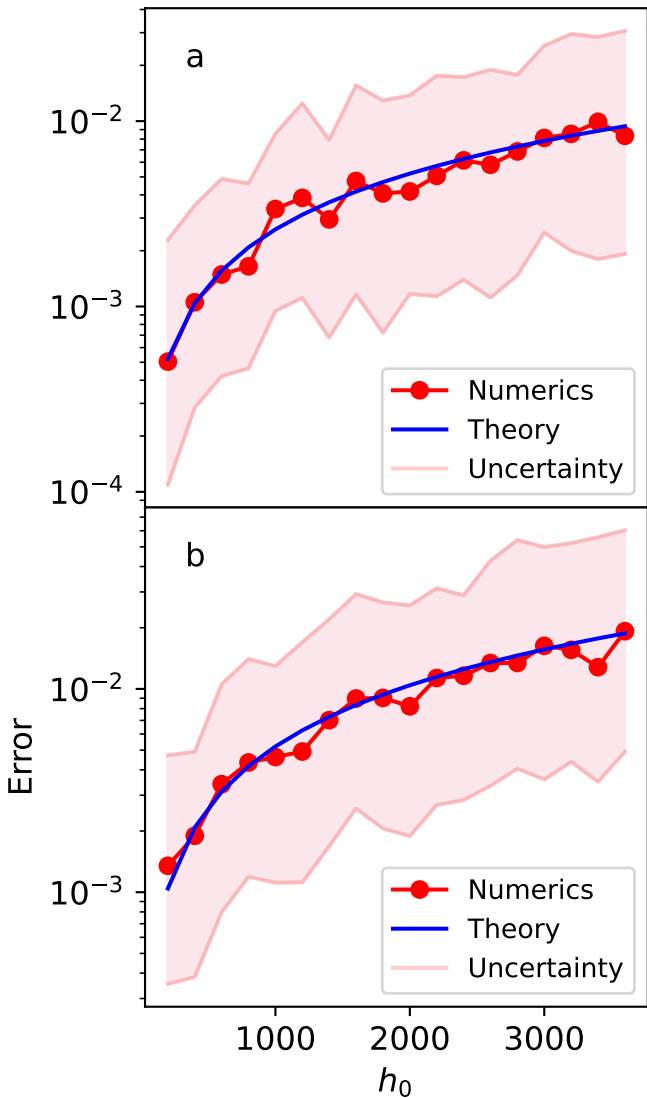 a
10⁻²
10⁻³
10⁻⁴
Numerics
Theory
Uncertainty
b
10⁻²
10⁻³
Error
Numerics
Theory
Uncertainty
1000 2000 3000
h₀